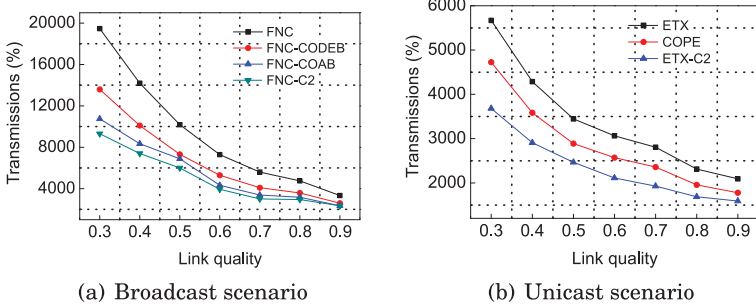 20000
16000
12000
8000
4000
Transmissions (%)
FNC
FNC-CODEB
FNC-COAB
FNC-C2
0.3 0.4 0.5 0.6 0.7 0.8 0.9
Link quality
(a) Broadcast scenario
6000
5000
4000
3000
2000
Transmissions (%)
ETX
COPE
ETX-C2
0.3 0.4 0.5 0.6 0.7 0.8 0.9
Link quality
(b) Unicast scenario